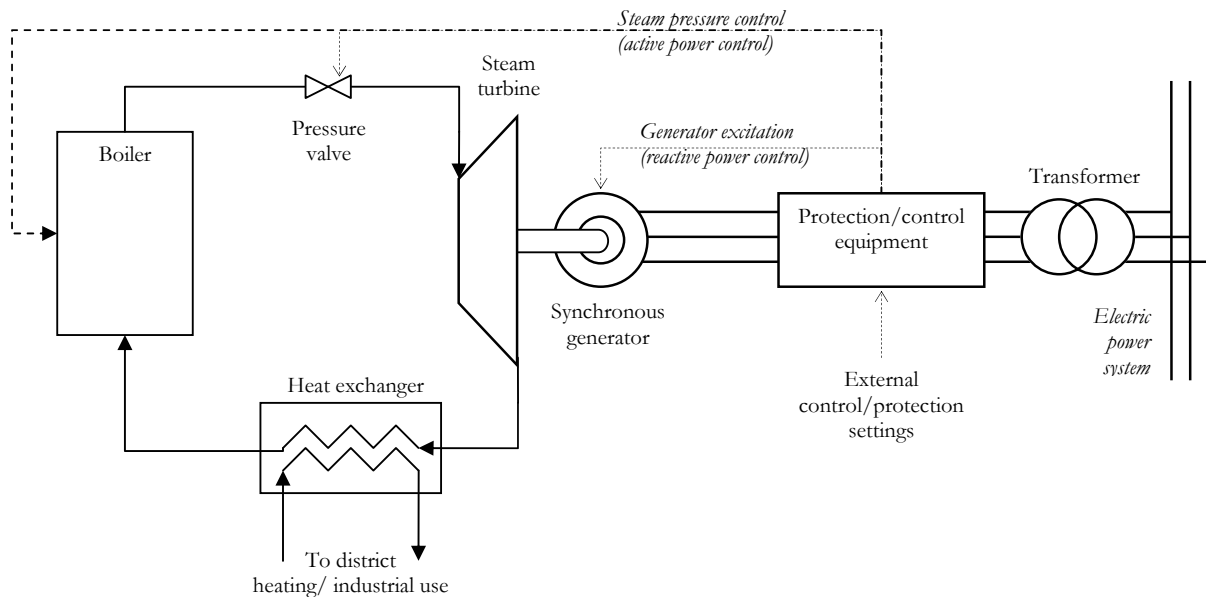 Steam pressure control
(active power control)
Steam
turbine
Pressure
valve
Boiler
Generator excitation
(reactive power control)
Transformer
Protection/control
equipment
Synchronous
generator
Electric
power
system
Heat exchanger
External
control/protection
settings
To district
heating/ industrial use